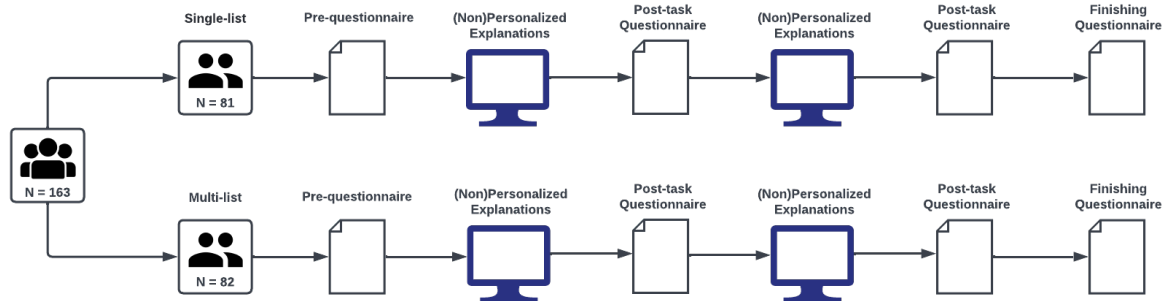 Single-list
Pre-questionnaire
(Non)Personalized
Explanations
Post-task
Questionnaire
(Non)Personalized
Explanations
Post-task
Questionnaire
Finishing
Questionnaire
N = 81
N = 163
Multi-list
Pre-questionnaire
(Non)Personalized
Explanations
Post-task
Questionnaire
(Non)Personalized
Explanations
Post-task
Questionnaire
Finishing
Questionnaire
N = 82